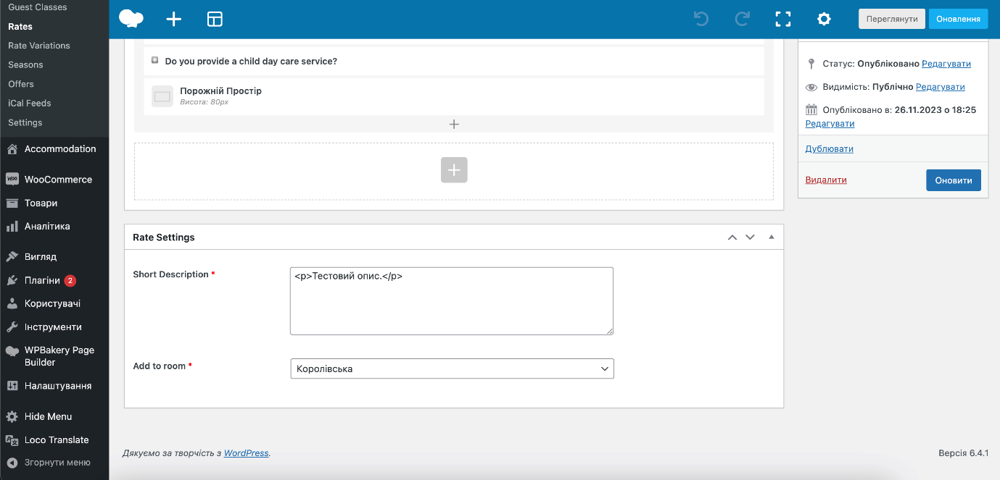 Guest Classes
Rates
Rate Variations
Seasons
Offers
iCal Feeds
Settings
Accommodation
WooCommerce
Товари
Аналітика
Вигляд
Плагіни 2
Користувачі
Інструменти
WPBakery Page
Builder
Налаштування
Hide Menu
Loco Translate
Згорнути меню
Переглянути
Оновлення
Do you provide a child day care service?
Порожній Простір
Висота: 80px
Статус: Опубліковано Редагувати
Видимість: Публічно Редагувати
Опубліковано в: 26.11.2023 о 18:25
Редагувати
Дублювати
Видалити
Оновити
Rate Settings
Short Description *
<p>Тестовий опис.</p>
Add to room *
Королівська
Дякуємо за творчість з WordPress.
Версія 6.4.1